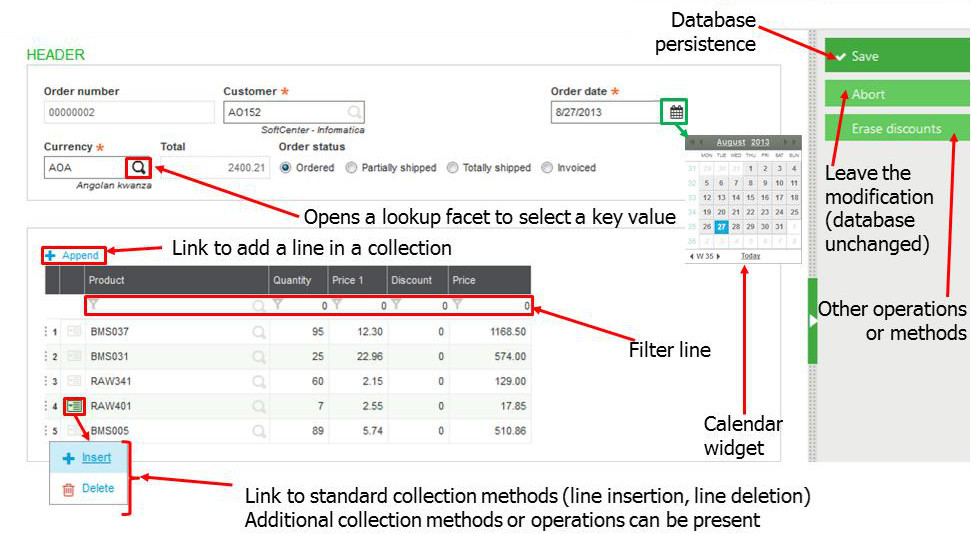 Database
persistence
HEADER
Save
Order number
Customer *
Order date *
00000002
AO152
8/27/2013
Abort
SoftCenter - Informatica
Erase discounts
Currency *
Total
Order status
AOA
2400.21
Ordered
Partially shipped
Totally shipped
Invoiced
Angolan kwanza
August 2013
MON TUE WED THU FRI SAT SUN
31 29 30 31 1 2 3 4
32 5 6 7 8 9 10 11
33 12 13 14 15 16 17 18
34 19 20 21 22 23 24 25
35 26 27 28 29 30 31 1
36 2 3 4 5 6 7 8
W 35
Today
Leave the
modification
(database
unchanged)
Opens a lookup facet to select a key value
Append
Link to add a line in a collection
Product Quantity Price 1 Discount Price
0 0 0 0
1 BMS037 95 12.30 0 1168.50
2 BMS031 25 22.96 0 574.00
3 RAW341 60 2.15 0 129.00
4 RAW401 7 2.55 0 17.85
5 BMS005 89 5.74 0 510.86
Filter line
Other operations
or methods
Calendar
widget
Insert
Delete
Link to standard collection methods (line insertion, line deletion)
Additional collection methods or operations can be present